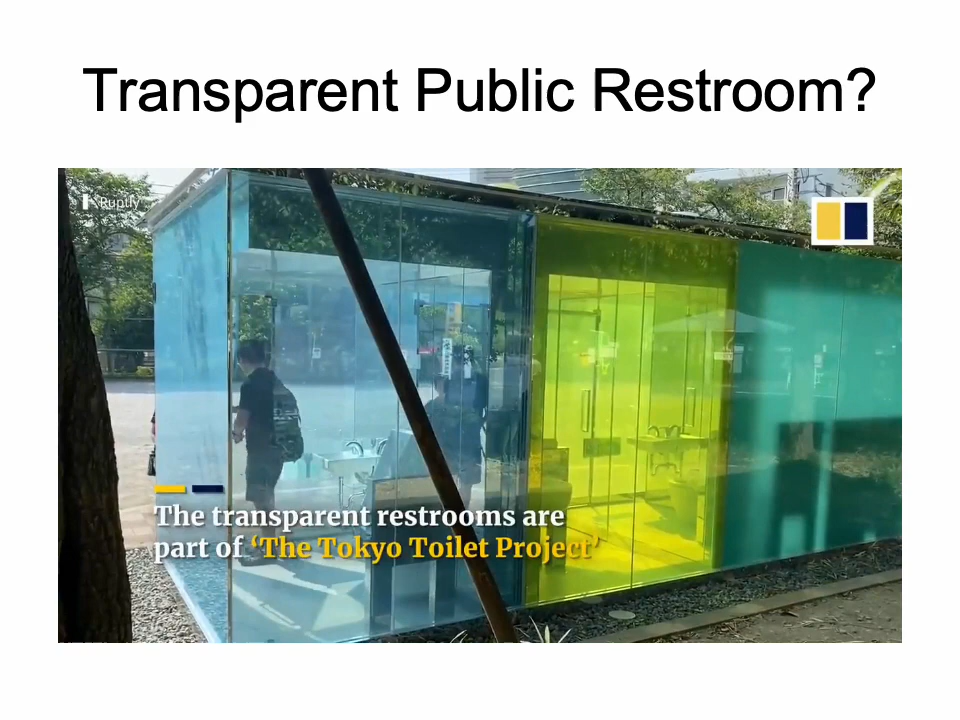 Transparent Public Restroom?
Ruptly
The transparent restrooms are
part of ‘The Tokyo Toilet Project’